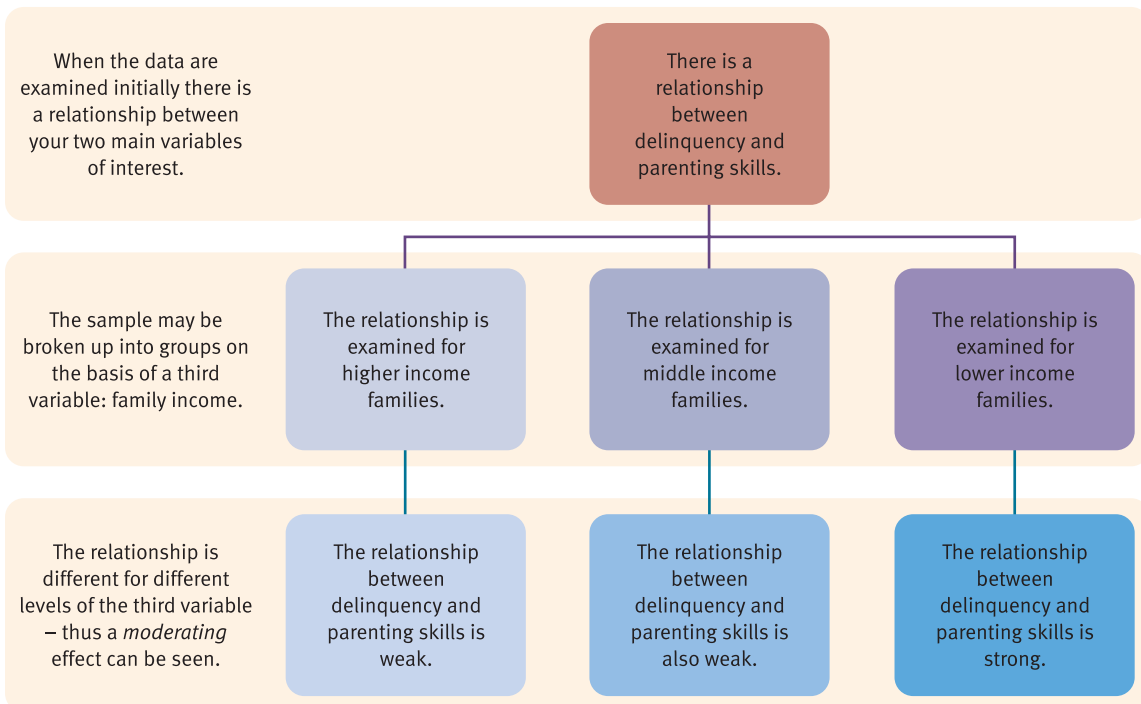 When the data are
examined initially there is
a relationship between
your two main variables
of interest.
There is a
relationship
between
delinquency and
parenting skills.
The sample may be
broken up into groups on
the basis of a third
variable: family income.
The relationship is
examined for
higher income
families.
The relationship is
examined for
middle income
families.
The relationship is
examined for
lower income
families.
The relationship is
different for different
levels of the third variable
– thus a moderating
effect can be seen.
The relationship
between
delinquency and
parenting skills is
weak.
The relationship
between
delinquency and
parenting skills is
also weak.
The relationship
between
delinquency and
parenting skills is
strong.